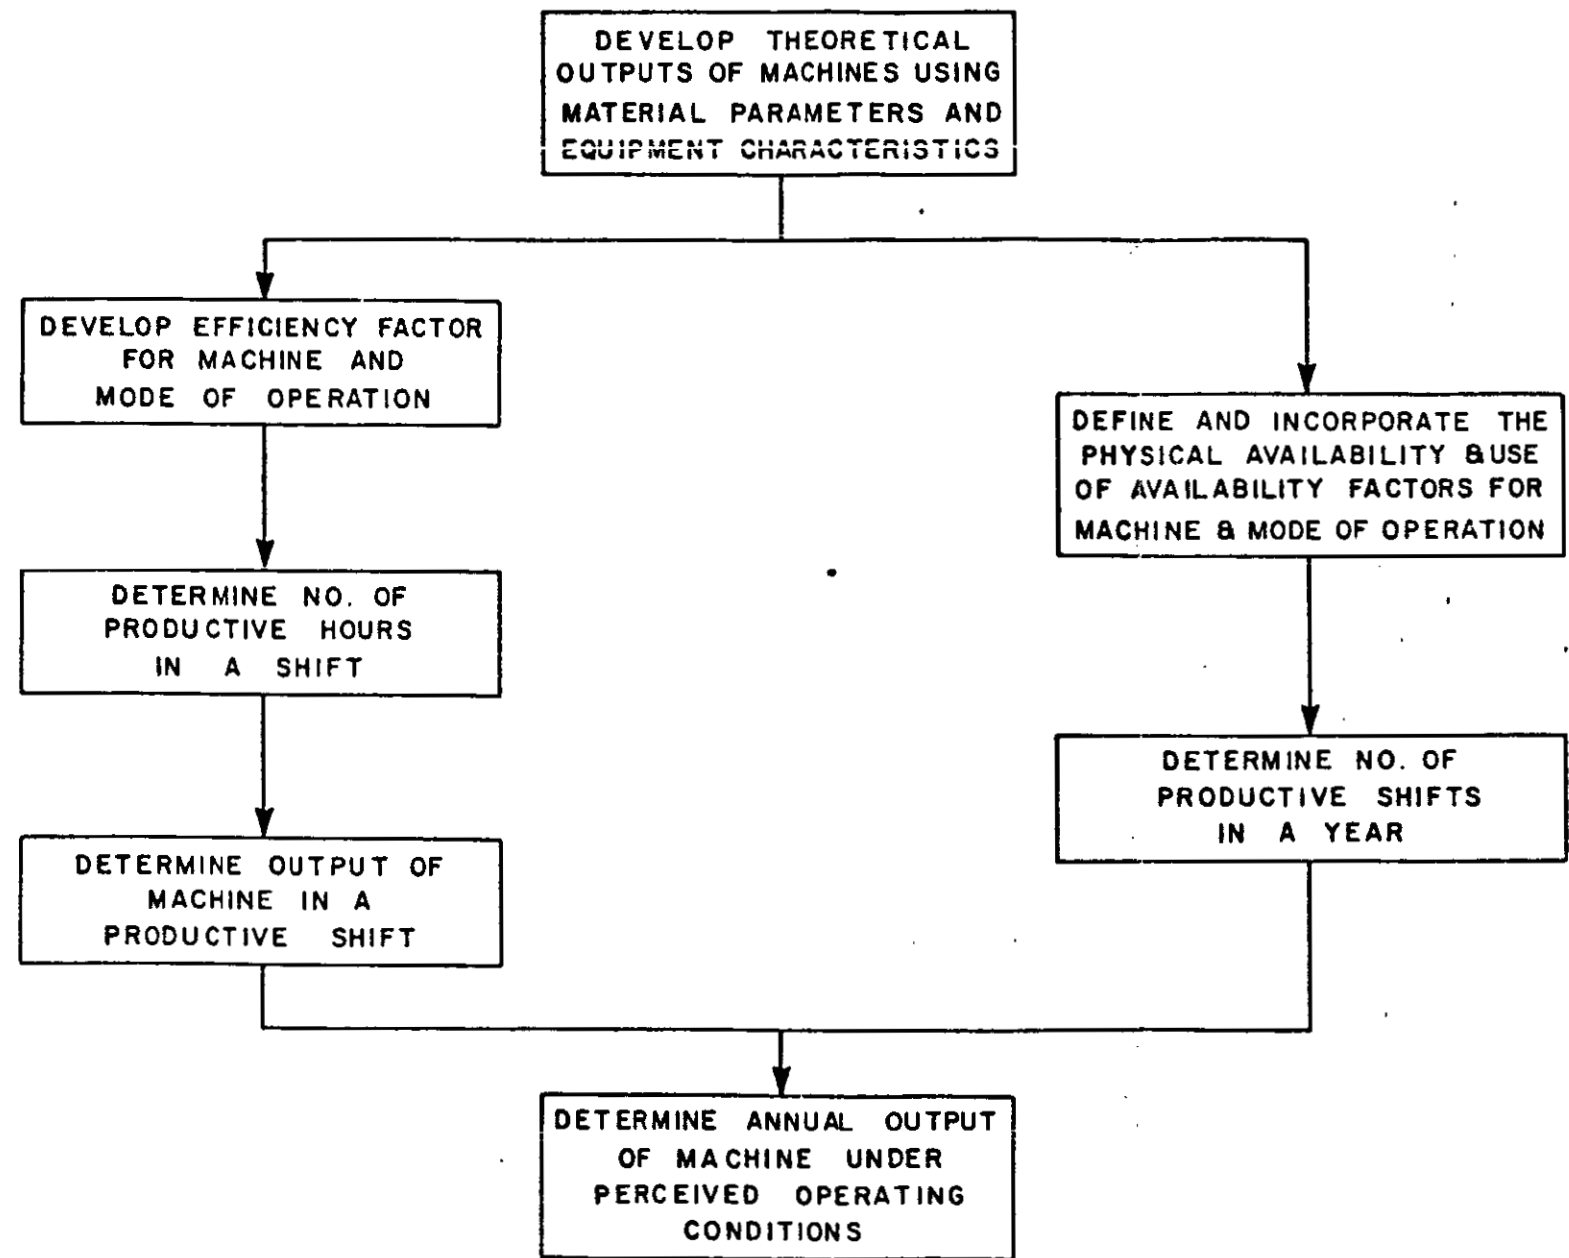 DEVELOP THEORETICAL
OUTPUTS OF MACHINES USING
MATERIAL PARAMETERS AND
EQUIPMENT CHARACTERISTICS
DEVELOP EFFICIENCY FACTOR
FOR MACHINE AND
MODE OF OPERATION
DETERMINE NO. OF
PRODUCTIVE HOURS
IN A SHIFT
DETERMINE OUTPUT OF
MACHINE IN A
PRODUCTIVE SHIFT
DEFINE AND INCORPORATE THE
PHYSICAL AVAILABILITY & USE
OF AVAILABILITY FACTORS FOR
MACHINE & MODE OF OPERATION
DETERMINE NO. OF
PRODUCTIVE SHIFTS
IN A YEAR
DETERMINE ANNUAL OUTPUT
OF MACHINE UNDER
PERCEIVED OPERATING
CONDITIONS